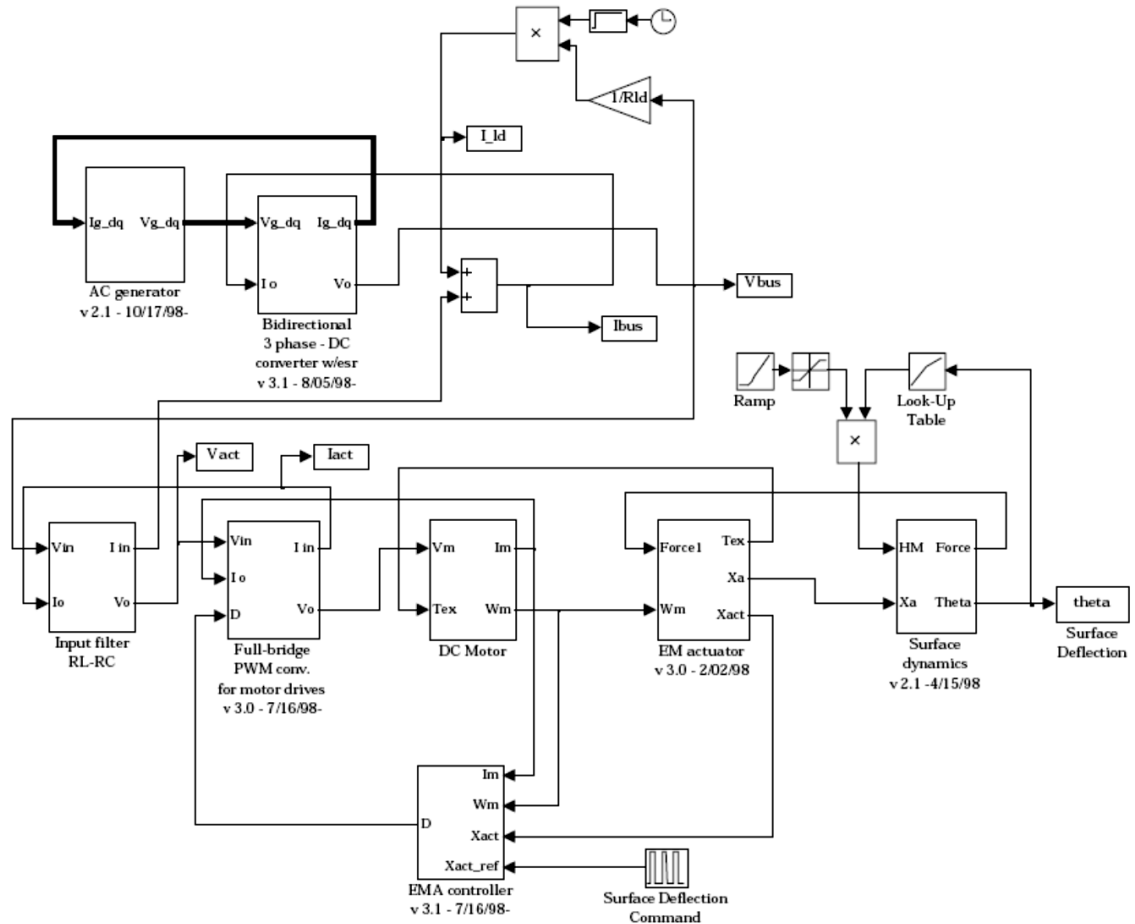 ×
1/Rld
I_ld
Ig_dq Vg_dq
Vg_dq Ig_dq
I o Vo
AC generator
v 2.1 - 10/17/98-
Bidirectional
3 phase - DC
converter w/esr
v 3.1 - 8/05/98-
+
+
Vbus
Ibus
Ramp
Look-Up
Table
×
Vact
Iact
Vin I in
Io Vo
Input filter
RL-RC
Vin I in
I o
Vo
D
Full-bridge
PWM conv.
for motor drives
v 3.0 - 7/16/98-
Vm Im
Tex Wm
DC Motor
Force1 Tex
Xa
Wm Xact
EM actuator
v 3.0 - 2/02/98
HM Force
Xa Theta
Surface
dynamics
v 2.1 -4/15/98
theta
Surface
Deflection
Im
Wm
D
Xact
Xact_ref
EMA controller
v 3.1 - 7/16/98-
Surface Deflection
Command